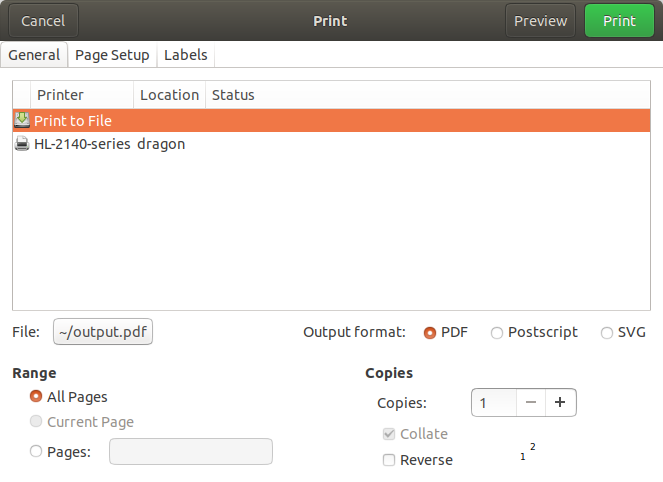 Cancel Print Preview Print
General Page Setup Labels
Printer Location Status
Print to File
HL-2140-series dragon
File: ~/output.pdf Output format: PDF Postscript SVG
Range Copies
All Pages Copies: 1 − +
Current Page Collate
Pages: Reverse 1 2